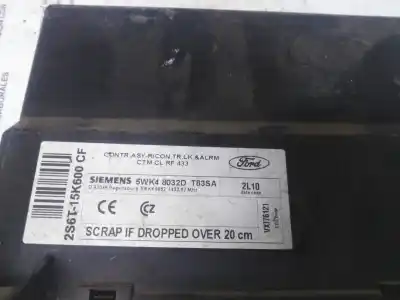 CONTR ASY-RICON TR LK &ALRM
CTM CL RF 433
Ford
SIEMENS 5WK4 8032D T83SA
2L10
2S6T-15K600 CF
CE
VXJ76121
SCRAP IF DROPPED OVER 20 cm